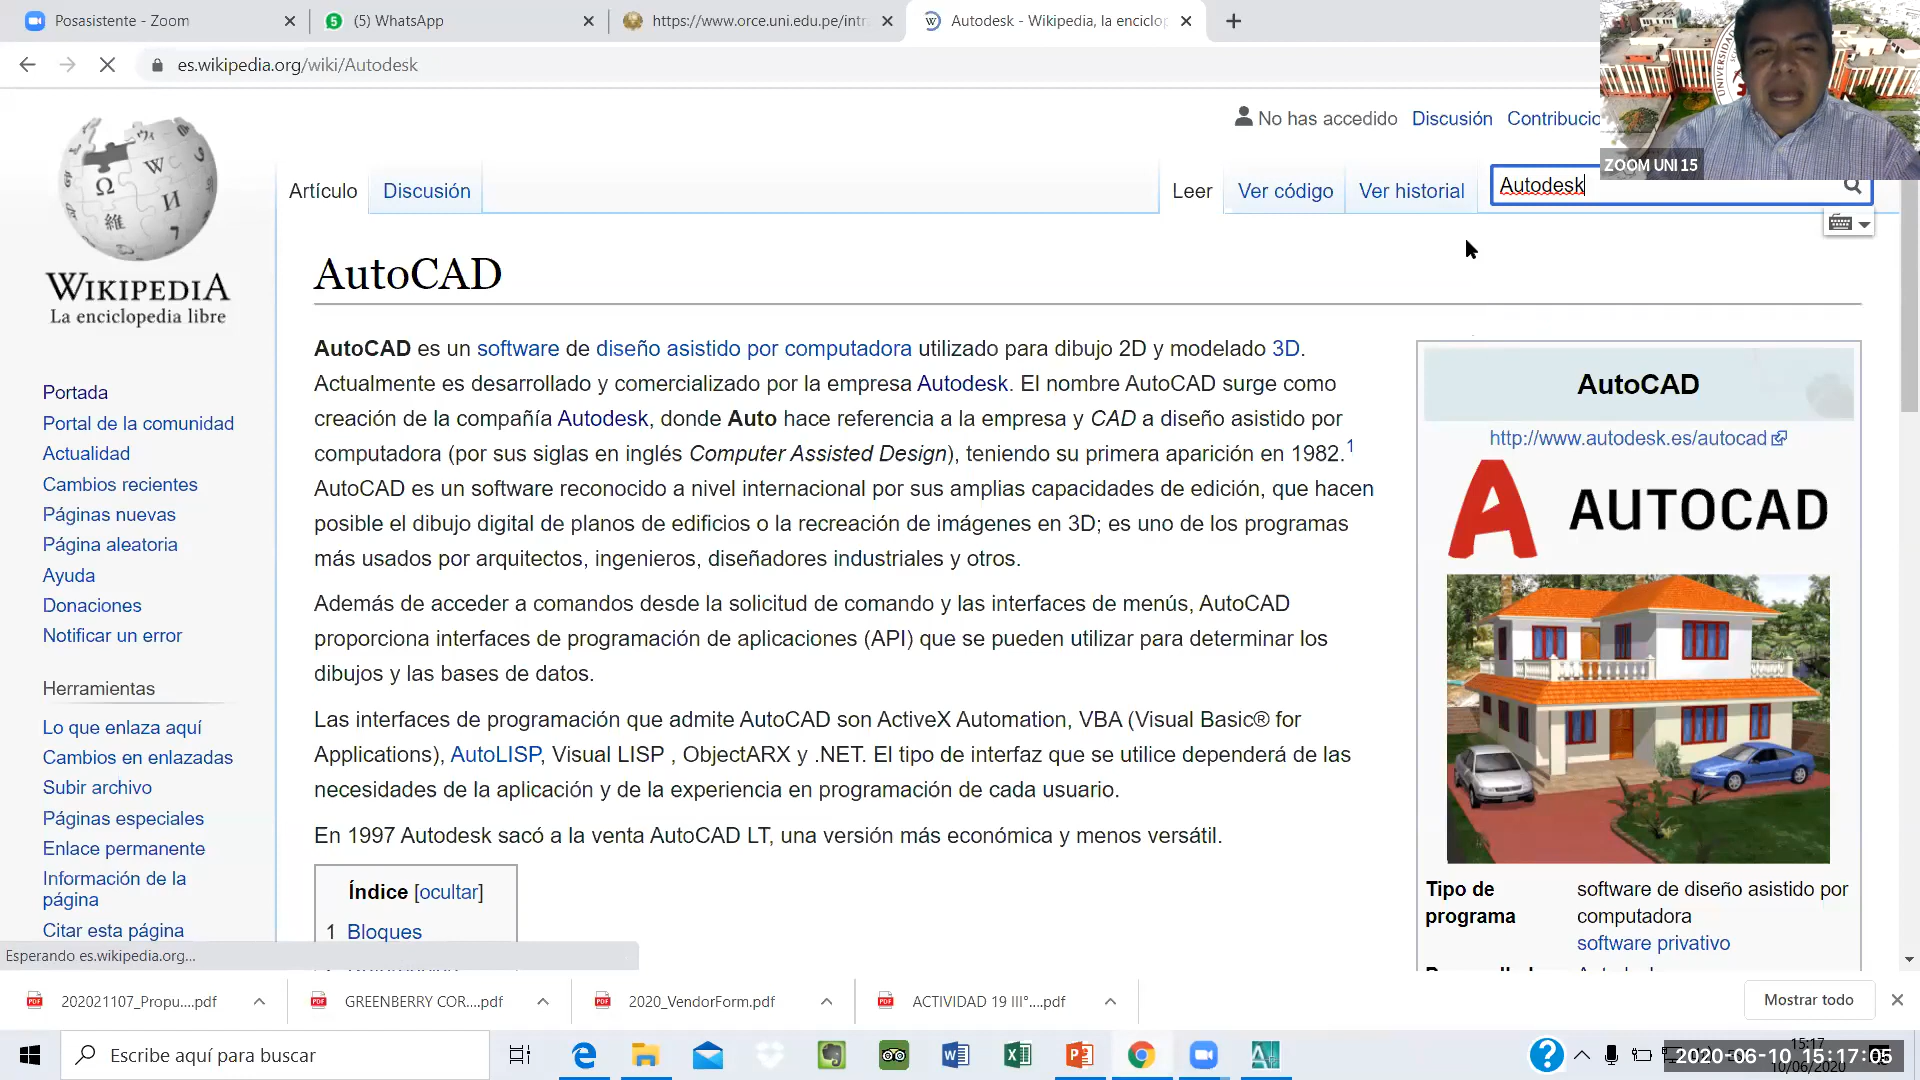 Posasistente - Zoom
(5) WhatsApp
https://www.orce.uni.edu.pe/intr
Autodesk - Wikipedia, la enciclop
es.wikipedia.org/wiki/Autodesk
No has accedido
Discusión
Contribucio
ZOOM UNI 15
WIKIPEDIA
La enciclopedia libre
Artículo
Discusión
Leer
Ver código
Ver historial
Autodesk
AutoCAD
AutoCAD es un software de diseño asistido por computadora utilizado para dibujo 2D y modelado 3D.
Actualmente es desarrollado y comercializado por la empresa Autodesk. El nombre AutoCAD surge como
creación de la compañía Autodesk, donde Auto hace referencia a la empresa y CAD a diseño asistido por
computadora (por sus siglas en inglés Computer Assisted Design), teniendo su primera aparición en 1982.1
AutoCAD es un software reconocido a nivel internacional por sus amplias capacidades de edición, que hacen
posible el dibujo digital de planos de edificios o la recreación de imágenes en 3D; es uno de los programas
más usados por arquitectos, ingenieros, diseñadores industriales y otros.
Además de acceder a comandos desde la solicitud de comando y las interfaces de menús, AutoCAD
proporciona interfaces de programación de aplicaciones (API) que se pueden utilizar para determinar los
dibujos y las bases de datos.
Las interfaces de programación que admite AutoCAD son ActiveX Automation, VBA (Visual Basic® for
Applications), AutoLISP, Visual LISP , ObjectARX y .NET. El tipo de interfaz que se utilice dependerá de las
necesidades de la aplicación y de la experiencia en programación de cada usuario.
En 1997 Autodesk sacó a la venta AutoCAD LT, una versión más económica y menos versátil.
Índice [ocultar]
1 Bloques
Portada
Portal de la comunidad
Actualidad
Cambios recientes
Páginas nuevas
Página aleatoria
Ayuda
Donaciones
Notificar un error
Herramientas
Lo que enlaza aquí
Cambios en enlazadas
Subir archivo
Páginas especiales
Enlace permanente
Información de la
página
Citar esta página
AutoCAD
http://www.autodesk.es/autocad
AUTOCAD
Tipo de
programa
software de diseño asistido por
computadora
software privativo
Esperando es.wikipedia.org...
202021107_Propu....pdf
GREENBERRY COR....pdf
2020_VendorForm.pdf
ACTIVIDAD 19 III°....pdf
Mostrar todo
Escribe aquí para buscar
15:17
2020-06-10 15:17:05
10/06/2020